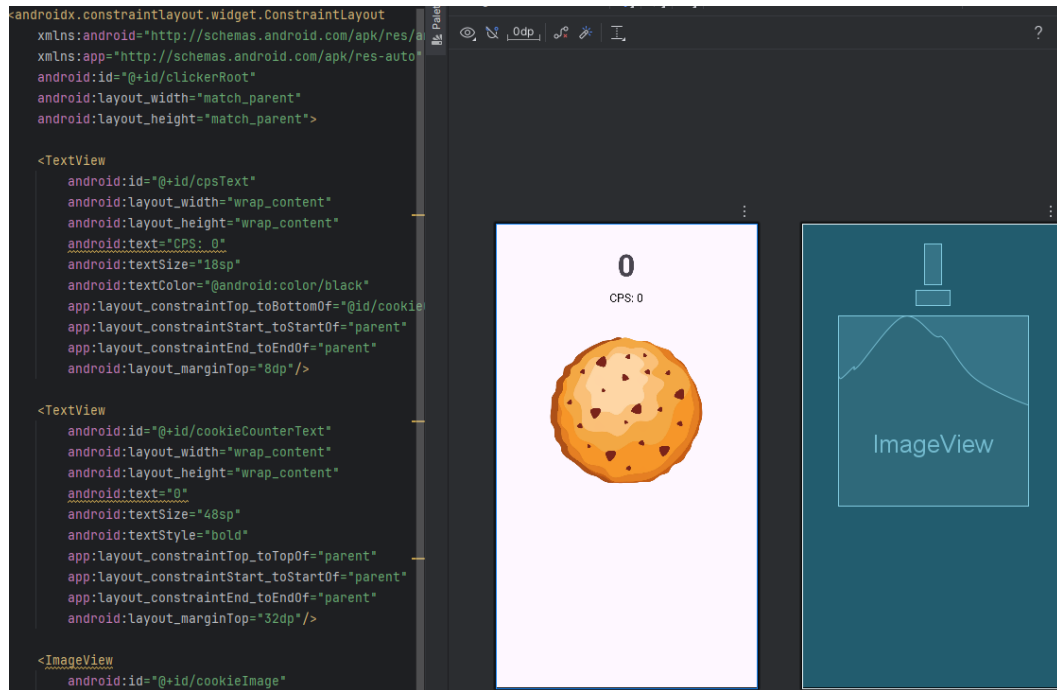 <androidx.constraintlayout.widget.ConstraintLayout
xmlns:android="http://schemas.android.com/apk/res/a
xmlns:app="http://schemas.android.com/apk/res-auto"
android:id="@+id/clickerRoot"
android:layout_width="match_parent"
android:layout_height="match_parent">
<TextView
android:id="@+id/cpsText"
android:layout_width="wrap_content"
android:layout_height="wrap_content"
android:text="CPS: 0"
android:textSize="18sp"
android:textColor="@android:color/black"
app:layout_constraintTop_toBottomOf="@id/cookie
app:layout_constraintStart_toStartOf="parent"
app:layout_constraintEnd_toEndOf="parent"
android:layout_marginTop="8dp"/>
<TextView
android:id="@+id/cookieCounterText"
android:layout_width="wrap_content"
android:layout_height="wrap_content"
android:text="0"
android:textSize="48sp"
android:textStyle="bold"
app:layout_constraintTop_toTopOf="parent"
app:layout_constraintStart_toStartOf="parent"
app:layout_constraintEnd_toEndOf="parent"
android:layout_marginTop="32dp"/>
<ImageView
android:id="@+id/cookieImage"
Palet
0dp
?
0
CPS: 0
ImageView